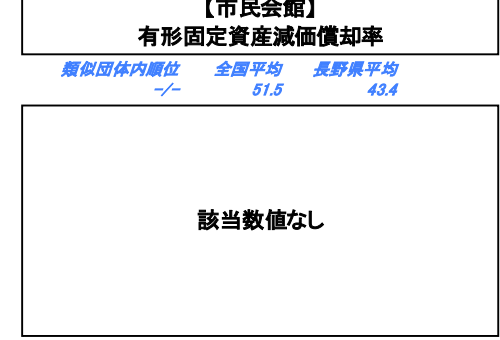 【市民会館】
有形固定資産減価償却率
類似団体内順位 全国平均 長野県平均
-/- 51.5 43.4
該当数値なし